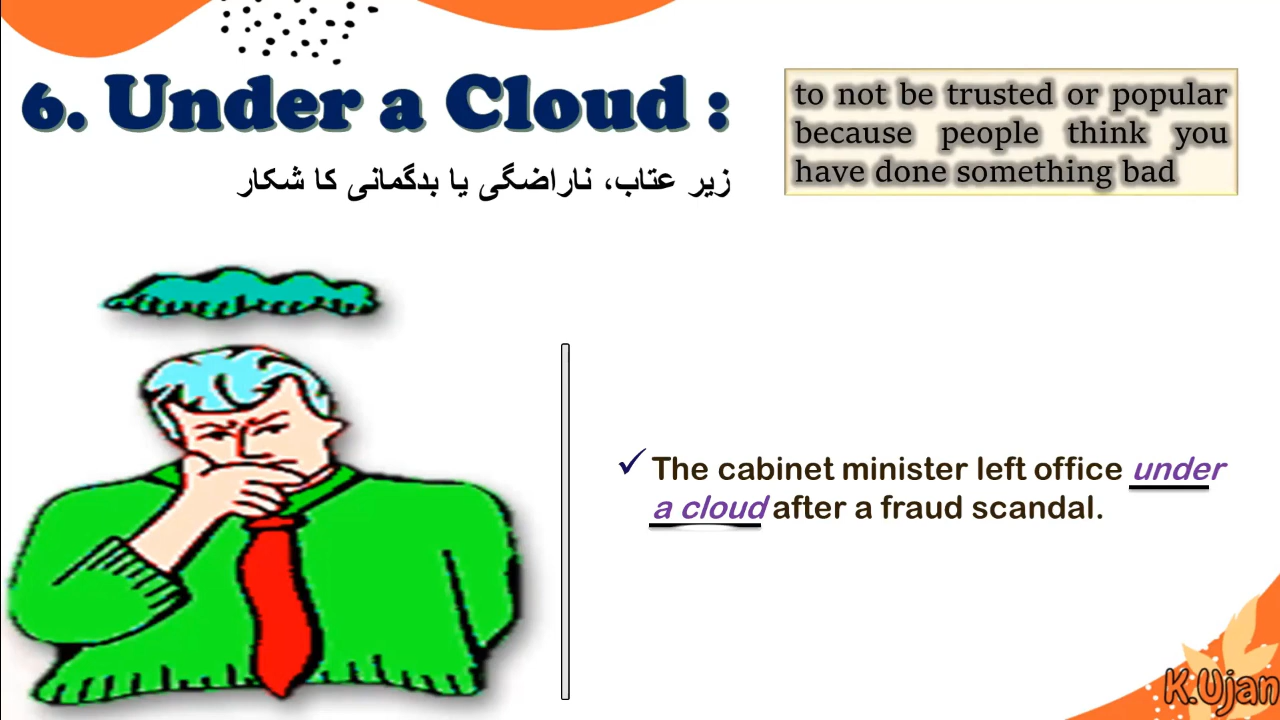 6. Under a Cloud :
زیر عتاب، ناراضگی یا بدگمانی کا شکار
to not be trusted or popular
because people think you
have done something bad
The cabinet minister left office under
a cloud after a fraud scandal.
K.Ujan